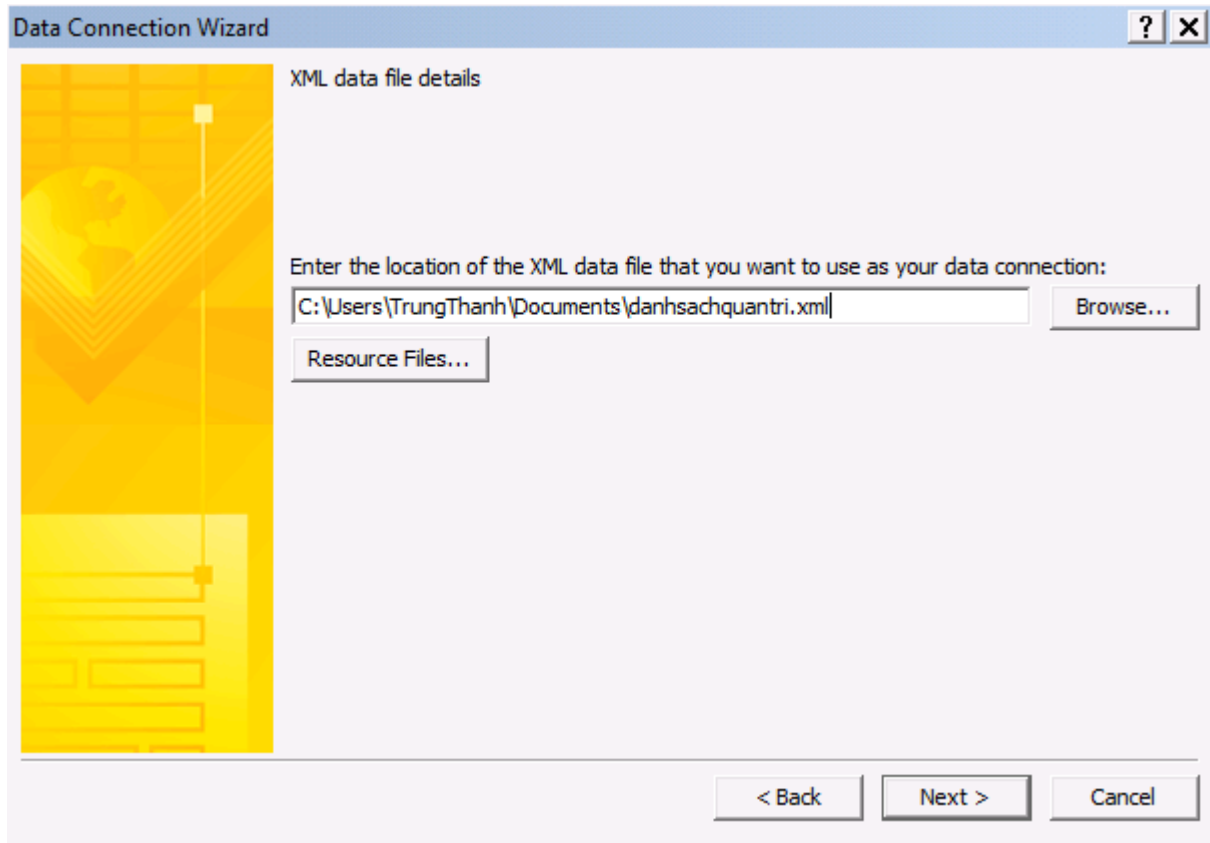 Data Connection Wizard
XML data file details
Enter the location of the XML data file that you want to use as your data connection:
C:\Users\TrungThanh\Documents\danhsachquantri.xml
Browse...
Resource Files...
< Back
Next >
Cancel